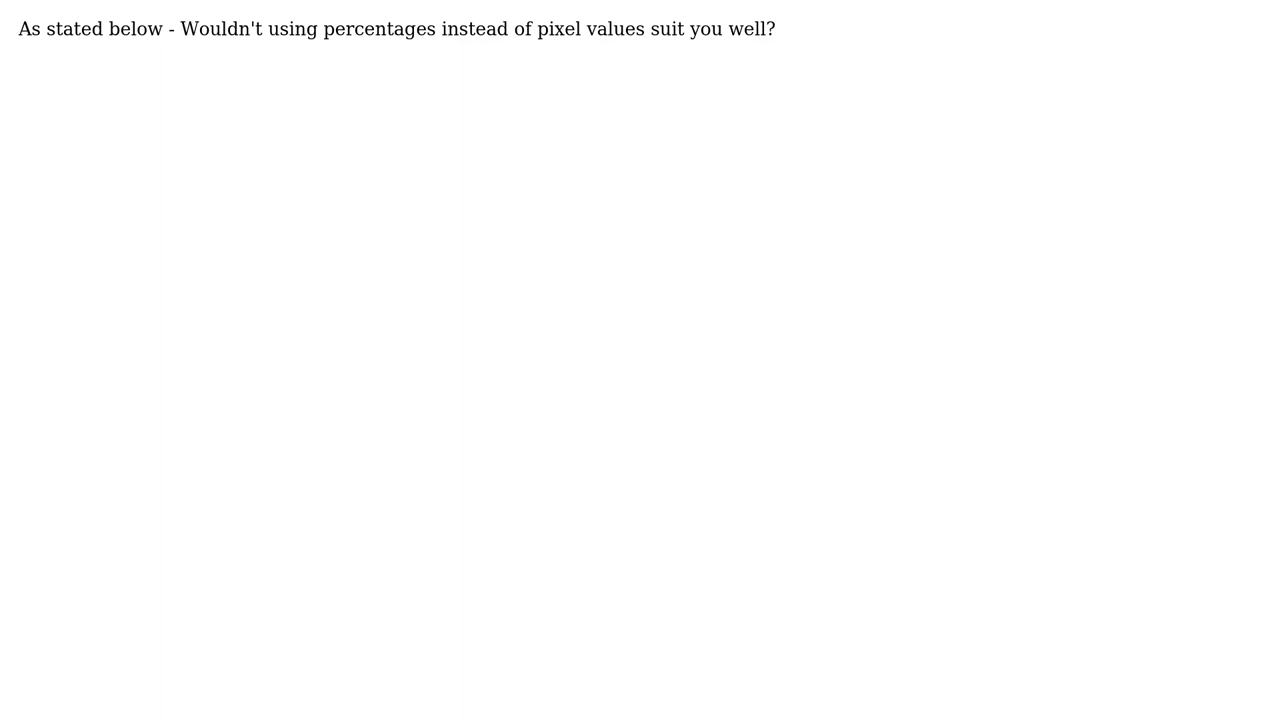 As stated below - Wouldn't using percentages instead of pixel values suit you well?